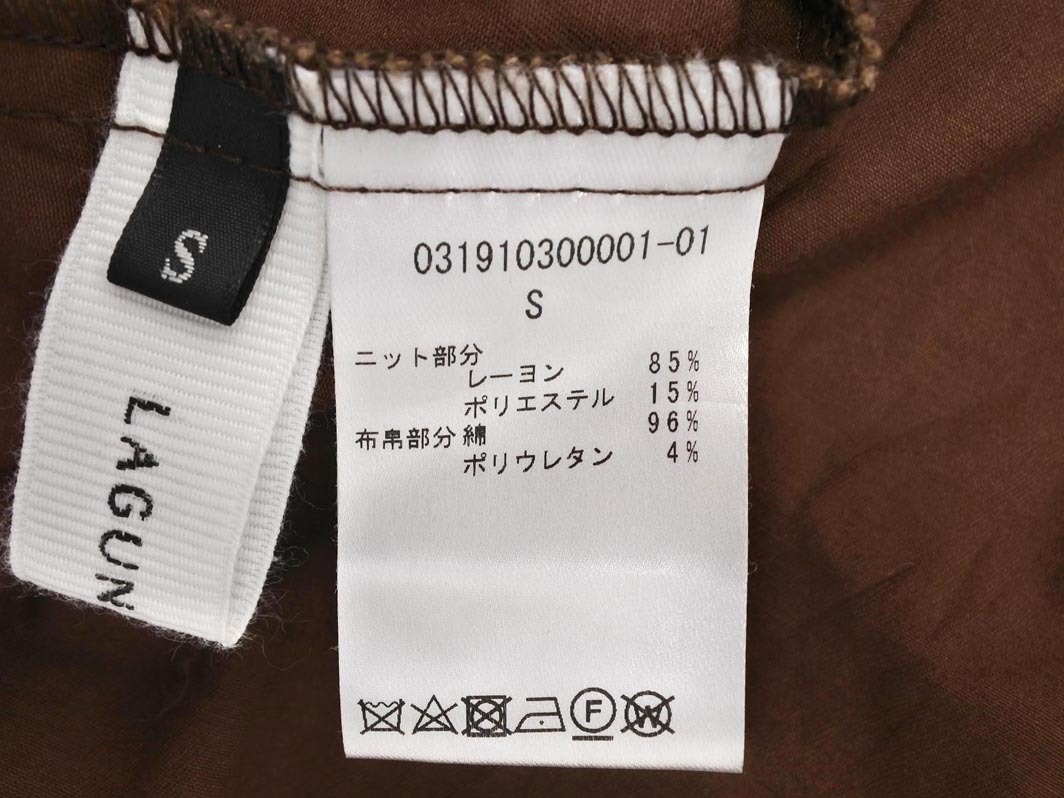 S
LAGUN
031910300001-01
S
ニット部分
レーヨン 85%
ポリエステル 15%
布帛部分 綿 96%
ポリウレタン 4%
F
W